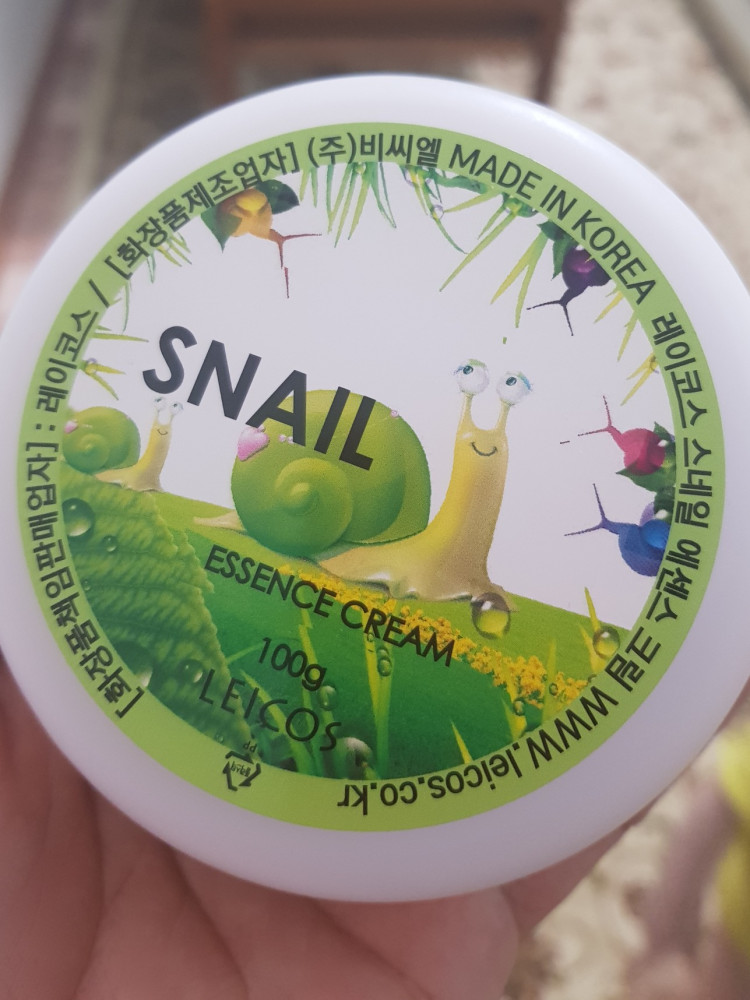 SNAIL
ESSENCE CREAM
100g
LEICOS
[화장품책임판매업자] : 레이코스 / [화장품제조업자] (주)비씨엘 MADE IN KOREA 레이코스 스네일 에센스 크림 www.leicos.co.kr
PP